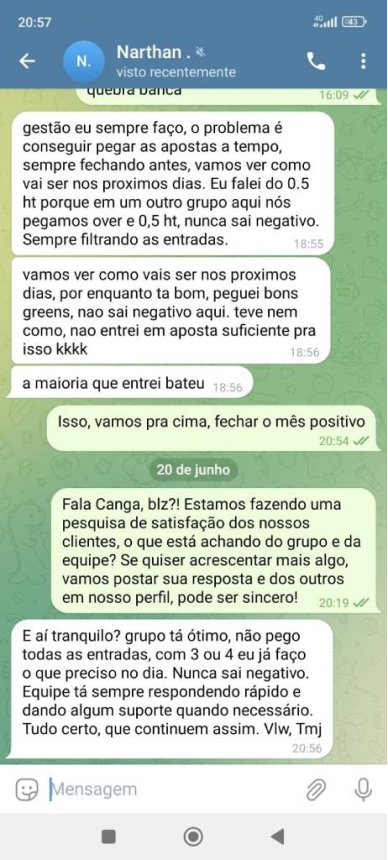 20:57
4G
43
N.
Narthan .
visto recentemente
quebra banca
16:09
gestão eu sempre faço, o problema é
conseguir pegar as apostas a tempo,
sempre fechando antes, vamos ver como
vai ser nos proximos dias. Eu falei do 0.5
ht porque em um outro grupo aqui nós
pegamos over e 0,5 ht, nunca sai negativo.
Sempre filtrando as entradas.
18:55
vamos ver como vais ser nos proximos
dias, por enquanto ta bom, peguei bons
greens, nao sai negativo aqui. teve nem
como, nao entrei em aposta suficiente pra
isso kkkk
18:56
a maioria que entrei bateu 18:56
Isso, vamos pra cima, fechar o mês positivo
20:54
20 de junho
Fala Canga, blz?! Estamos fazendo uma
pesquisa de satisfação dos nossos
clientes, o que está achando do grupo e da
equipe? Se quiser acrescentar mais algo,
vamos postar sua resposta e dos outros
em nosso perfil, pode ser sincero! 20:19
E aí tranquilo? grupo tá ótimo, não pego
todas as entradas, com 3 ou 4 eu já faço
o que preciso no dia. Nunca sai negativo.
Equipe tá sempre respondendo rápido e
dando algum suporte quando necessário.
Tudo certo, que continuem assim. Vlw, Tmj
20:56
Mensagem